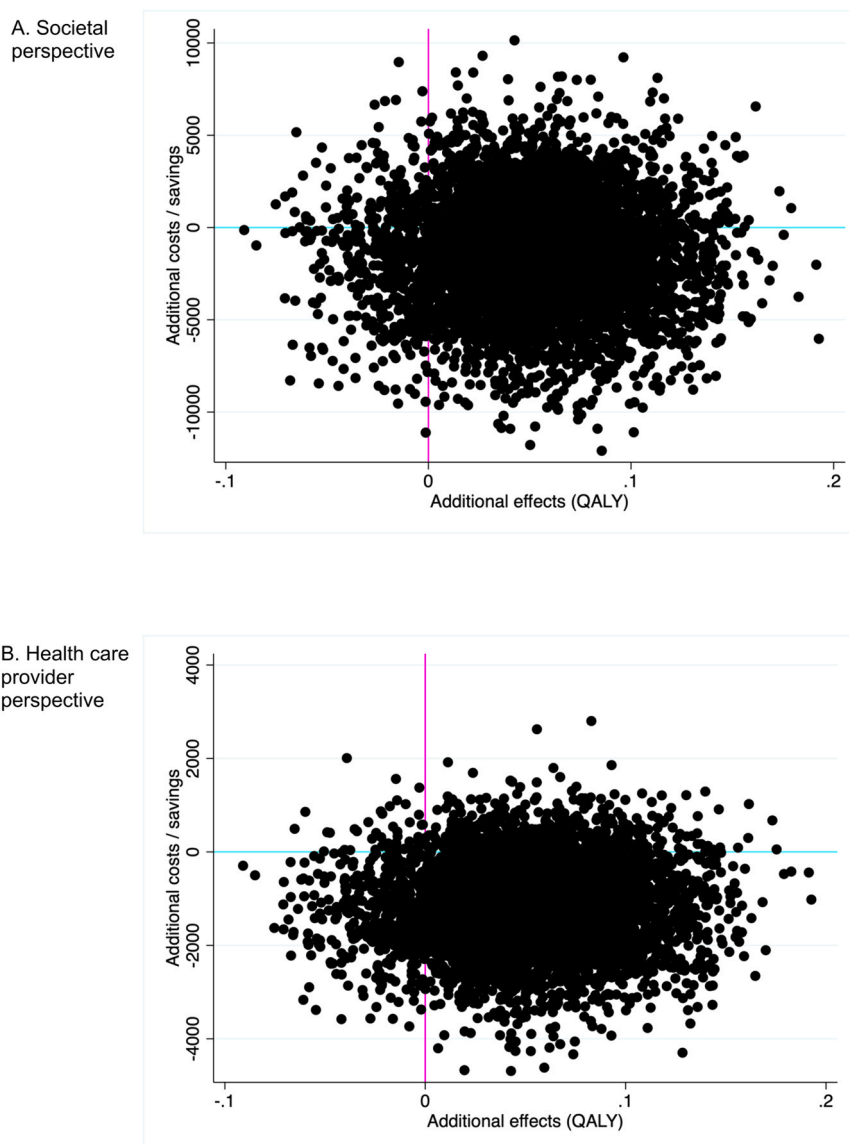 A. Societal
perspective
10000
5000
0
-5000
-10000
Additional costs / savings
-.1 0 .1 .2
Additional effects (QALY)
B. Health care
provider
perspective
4000
2000
0
-2000
-4000
Additional costs / savings
-.1 0 .1 .2
Additional effects (QALY)